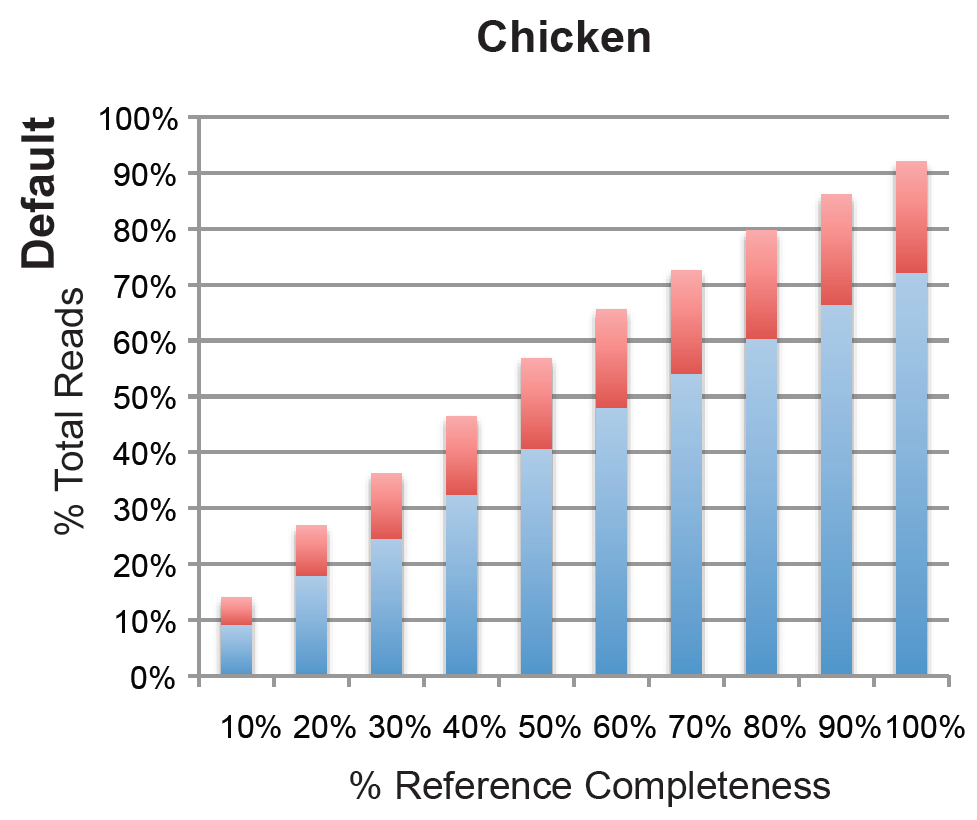 Chicken
Default
% Total Reads
100%
90%
80%
70%
60%
50%
40%
30%
20%
10%
0%
10% 20% 30% 40% 50% 60% 70% 80% 90% 100%
% Reference Completeness